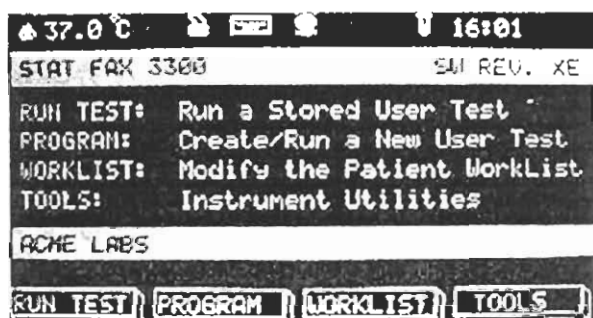 37.0°C 16:01
STAT FAX 3300 SW REV. XE
RUN TEST: Run a Stored User Test
PROGRAM: Create/Run a New User Test
WORKLIST: Modify the Patient WorkList
TOOLS: Instrument Utilities
ACME LABS
RUN TEST PROGRAM WORKLIST TOOLS